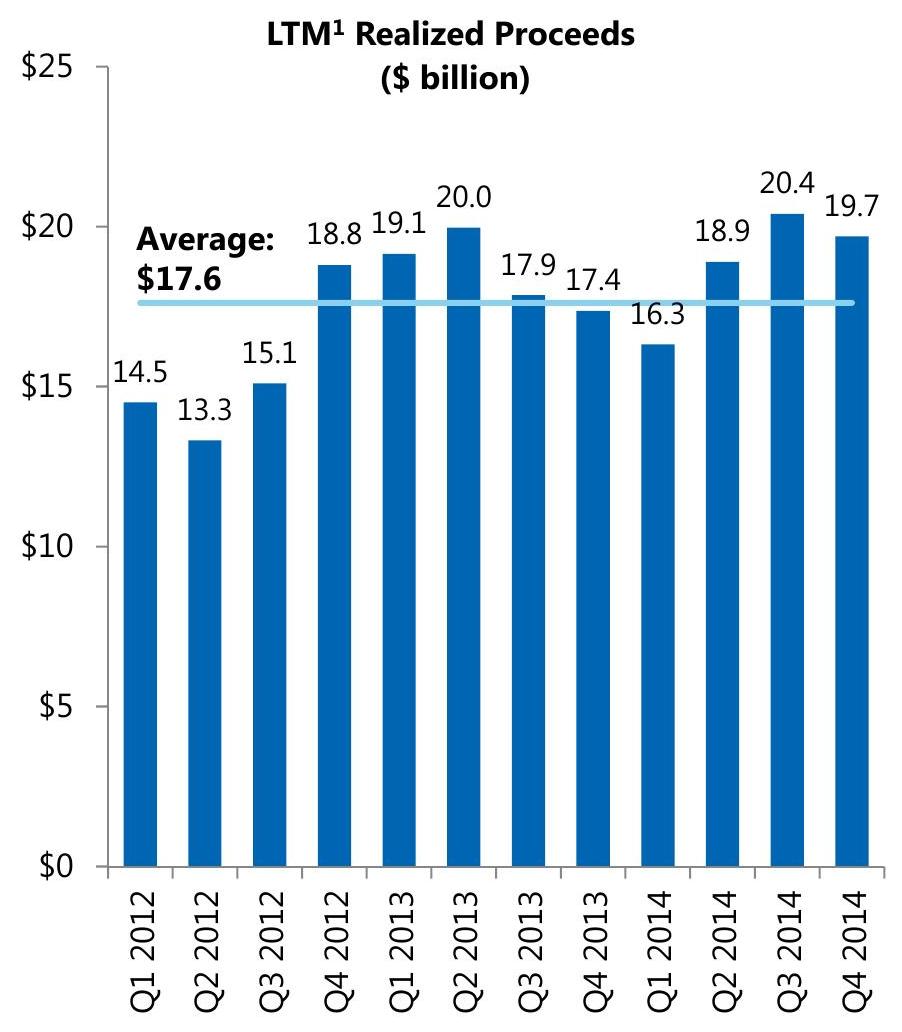 LTM¹ Realized Proceeds
($ billion)
$25
$20
$15
$10
$5
$0
Average:
$17.6
14.5
13.3
15.1
18.8
19.1
20.0
17.9
17.4
16.3
18.9
20.4
19.7
Q1 2012
Q2 2012
Q3 2012
Q4 2012
Q1 2013
Q2 2013
Q3 2013
Q4 2013
Q1 2014
Q2 2014
Q3 2014
Q4 2014